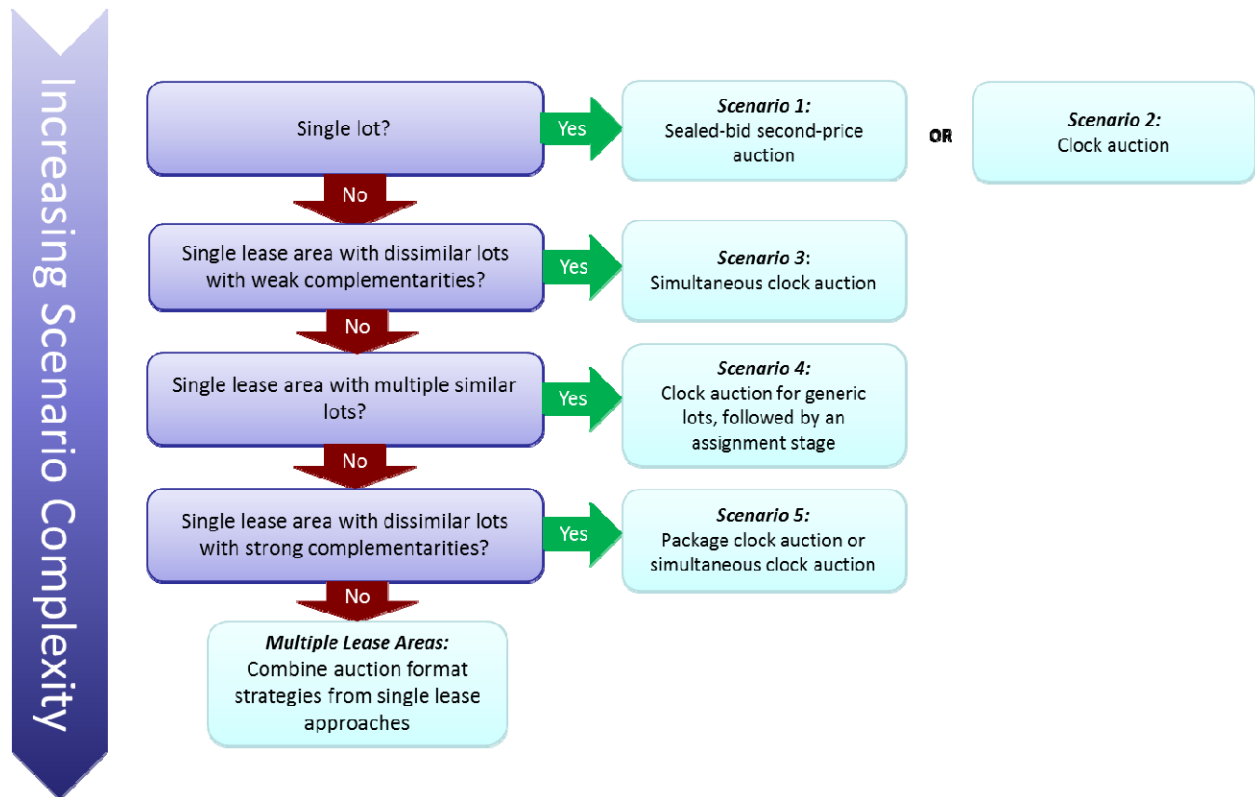 Increasing Scenario Complexity
Single lot?
Yes
Scenario 1:
Sealed-bid second-price
auction
OR
Scenario 2:
Clock auction
No
Single lease area with dissimilar lots
with weak complementarities?
Yes
Scenario 3:
Simultaneous clock auction
No
Single lease area with multiple similar
lots?
Yes
Scenario 4:
Clock auction for generic
lots, followed by an
assignment stage
No
Single lease area with dissimilar lots
with strong complementarities?
Yes
Scenario 5:
Package clock auction or
simultaneous clock auction
No
Multiple Lease Areas:
Combine auction format
strategies from single lease
approaches